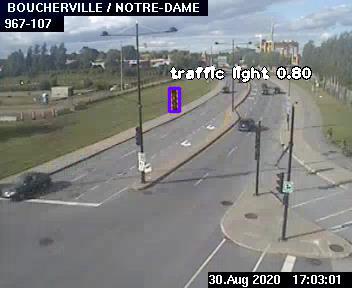 BOUCHERVILLE / NOTRE-DAME
967-107
traffic light 0.80
30.Aug 2020 17:03:01